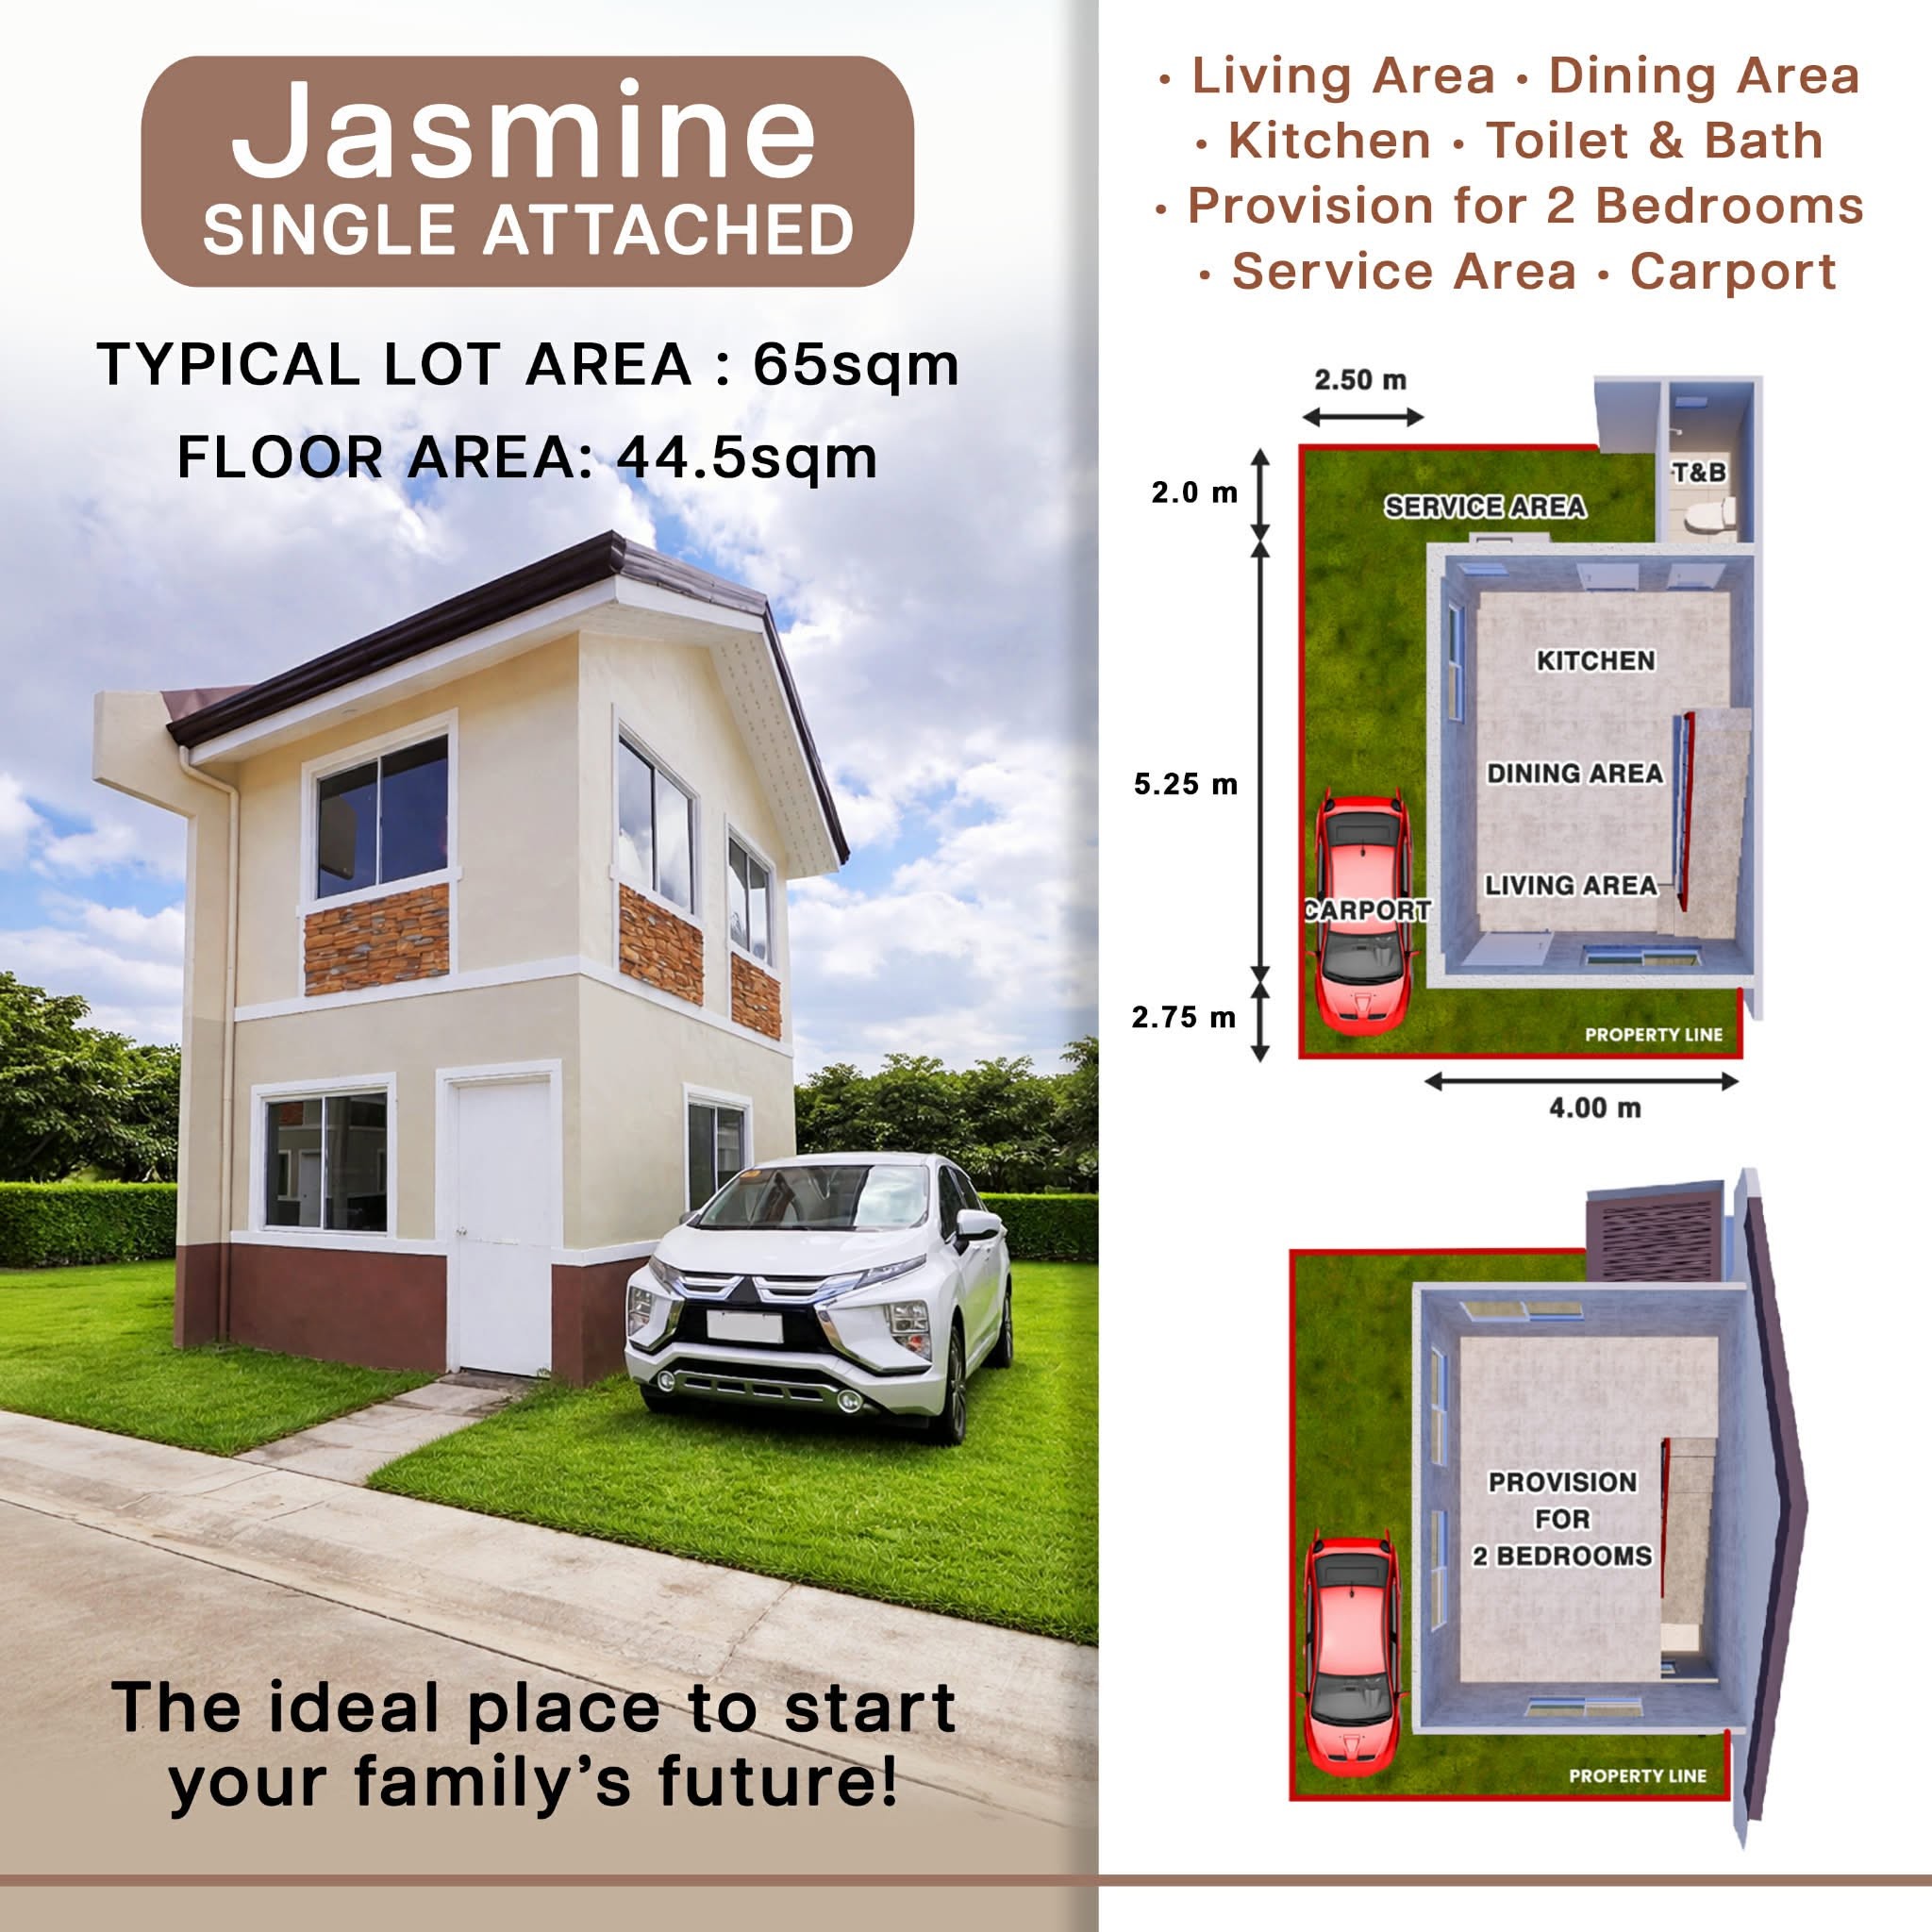 Jasmine
SINGLE ATTACHED
TYPICAL LOT AREA : 65sqm
FLOOR AREA: 44.5sqm
The ideal place to start
your family’s future!
• Living Area • Dining Area
• Kitchen • Toilet & Bath
• Provision for 2 Bedrooms
• Service Area • Carport
2.50 m
2.0 m
T&B
SERVICE AREA
KITCHEN
5.25 m
DINING AREA
LIVING AREA
CARPORT
2.75 m
PROPERTY LINE
4.00 m
PROVISION
FOR
2 BEDROOMS
PROPERTY LINE